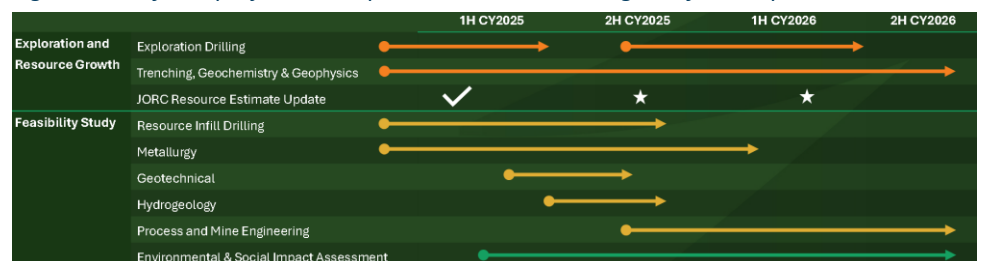 1H CY2025 2H CY2025 1H CY2026 2H CY2026
Exploration and
Resource Growth
Exploration Drilling
Trenching, Geochemistry & Geophysics
JORC Resource Estimate Update
Feasibility Study
Resource Infill Drilling
Metallurgy
Geotechnical
Hydrogeology
Process and Mine Engineering
Environmental & Social Impact Assessment